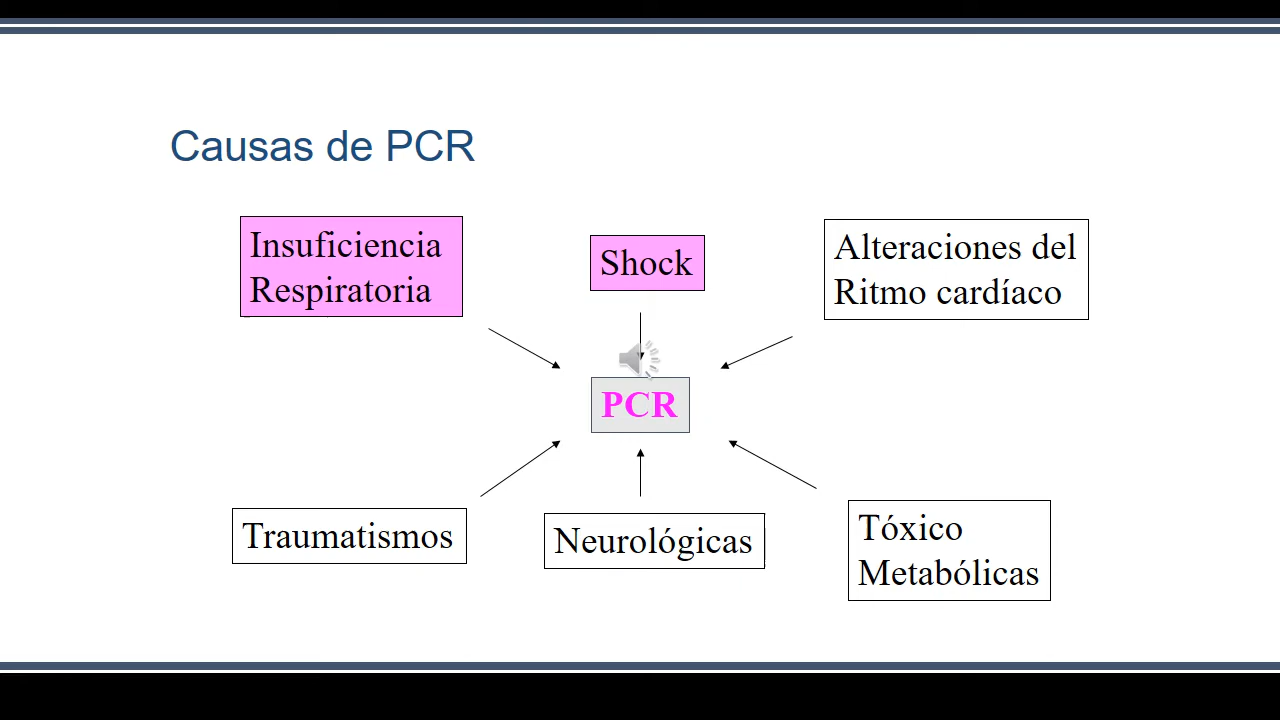 Causas de PCR
Insuficiencia
Respiratoria
Shock
Alteraciones del
Ritmo cardíaco
PCR
Traumatismos
Neurológicas
Tóxico
Metabólicas